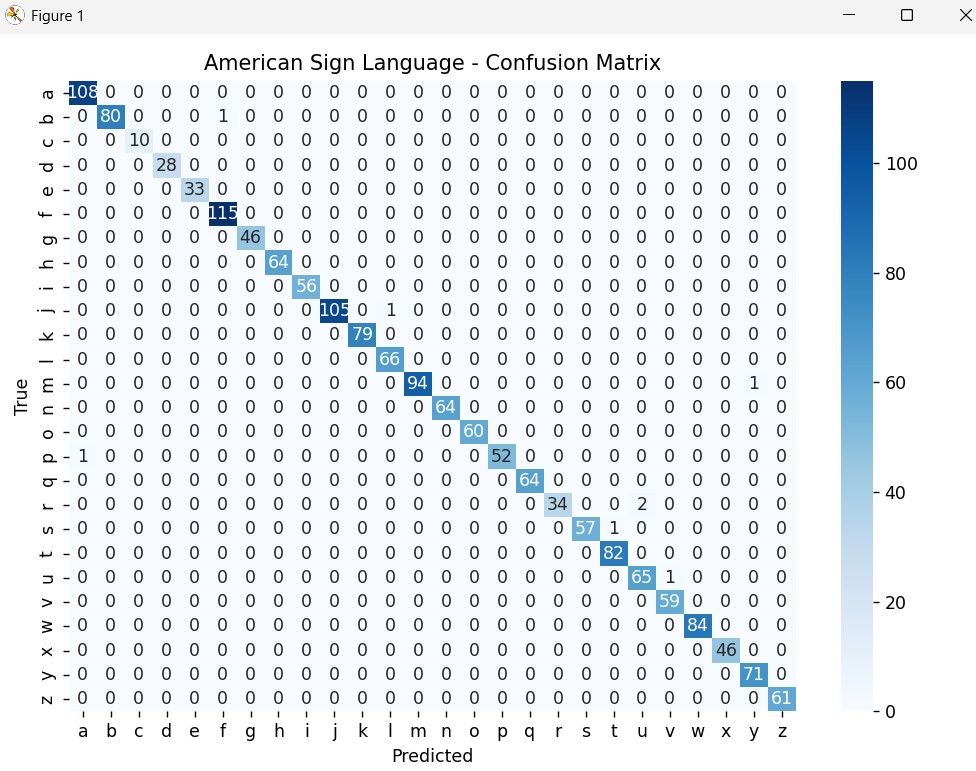 Figure 1
American Sign Language - Confusion Matrix
a 108 0 0 0 0 0 0 0 0 0 0 0 0 0 0 0 0 0 0 0 0 0 0 0 0 0
b 0 80 0 0 0 1 0 0 0 0 0 0 0 0 0 0 0 0 0 0 0 0 0 0 0 0
c 0 0 10 0 0 0 0 0 0 0 0 0 0 0 0 0 0 0 0 0 0 0 0 0 0 0
100
d 0 0 0 28 0 0 0 0 0 0 0 0 0 0 0 0 0 0 0 0 0 0 0 0 0 0
e 0 0 0 0 33 0 0 0 0 0 0 0 0 0 0 0 0 0 0 0 0 0 0 0 0 0
f 0 0 0 0 0 115 0 0 0 0 0 0 0 0 0 0 0 0 0 0 0 0 0 0 0 0
g 0 0 0 0 0 0 46 0 0 0 0 0 0 0 0 0 0 0 0 0 0 0 0 0 0 0
h 0 0 0 0 0 0 0 64 0 0 0 0 0 0 0 0 0 0 0 0 0 0 0 0 0 0
80
i 0 0 0 0 0 0 0 0 56 0 0 0 0 0 0 0 0 0 0 0 0 0 0 0 0 0
j 0 0 0 0 0 0 0 0 0 105 0 1 0 0 0 0 0 0 0 0 0 0 0 0 0 0
k 0 0 0 0 0 0 0 0 0 0 79 0 0 0 0 0 0 0 0 0 0 0 0 0 0 0
l 0 0 0 0 0 0 0 0 0 0 0 66 0 0 0 0 0 0 0 0 0 0 0 0 0 0
m 0 0 0 0 0 0 0 0 0 0 0 0 94 0 0 0 0 0 0 0 0 0 0 0 1 0
60
True
n 0 0 0 0 0 0 0 0 0 0 0 0 0 64 0 0 0 0 0 0 0 0 0 0 0 0
o 0 0 0 0 0 0 0 0 0 0 0 0 0 0 60 0 0 0 0 0 0 0 0 0 0 0
p 1 0 0 0 0 0 0 0 0 0 0 0 0 0 0 52 0 0 0 0 0 0 0 0 0 0
q 0 0 0 0 0 0 0 0 0 0 0 0 0 0 0 0 64 0 0 0 0 0 0 0 0 0
40
r 0 0 0 0 0 0 0 0 0 0 0 0 0 0 0 0 0 34 0 0 2 0 0 0 0 0
s 0 0 0 0 0 0 0 0 0 0 0 0 0 0 0 0 0 0 57 1 0 0 0 0 0 0
t 0 0 0 0 0 0 0 0 0 0 0 0 0 0 0 0 0 0 0 82 0 0 0 0 0 0
u 0 0 0 0 0 0 0 0 0 0 0 0 0 0 0 0 0 0 0 0 65 1 0 0 0 0
v 0 0 0 0 0 0 0 0 0 0 0 0 0 0 0 0 0 0 0 0 0 59 0 0 0 0
20
w 0 0 0 0 0 0 0 0 0 0 0 0 0 0 0 0 0 0 0 0 0 0 84 0 0 0
x 0 0 0 0 0 0 0 0 0 0 0 0 0 0 0 0 0 0 0 0 0 0 0 46 0 0
y 0 0 0 0 0 0 0 0 0 0 0 0 0 0 0 0 0 0 0 0 0 0 0 0 71 0
z 0 0 0 0 0 0 0 0 0 0 0 0 0 0 0 0 0 0 0 0 0 0 0 0 0 61
0
a b c d e f g h i j k l m n o p q r s t u v w x y z
Predicted